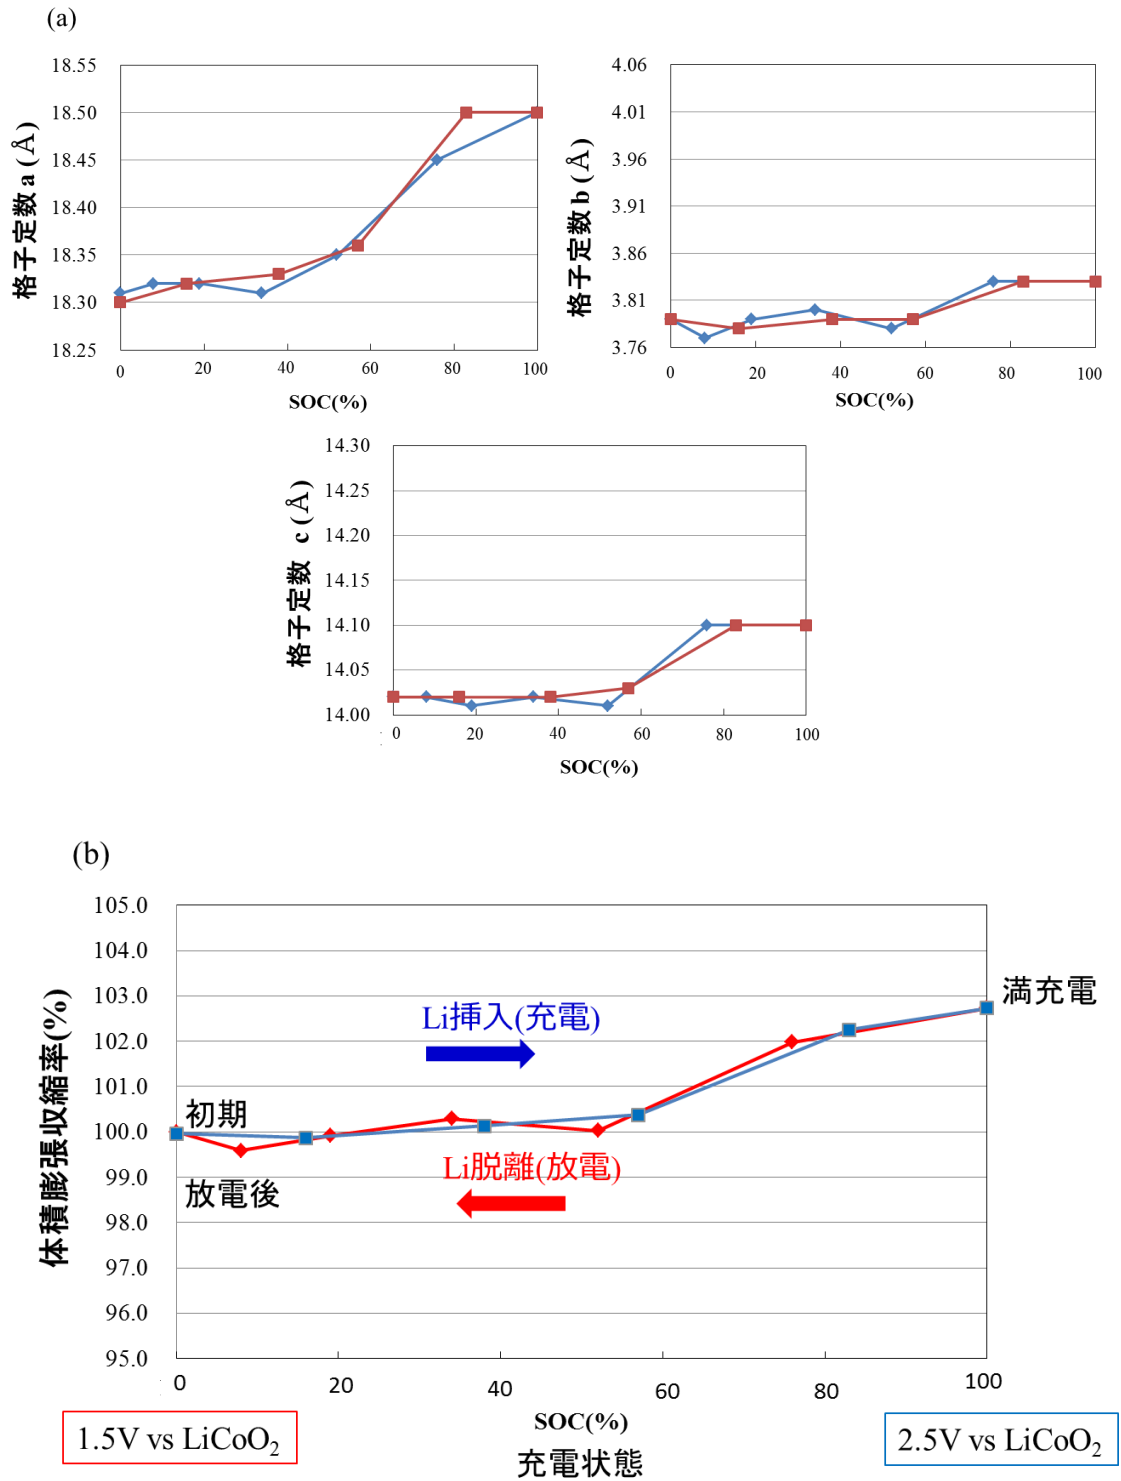 (a)
18.55
18.50
18.45
18.40
18.35
18.30
18.25
格子定数 a (Å)
0 20 40 60 80 100
SOC(%)
4.06
4.01
3.96
3.91
3.86
3.81
3.76
格子定数 b (Å)
0 20 40 60 80 100
SOC(%)
14.30
14.25
14.20
14.15
14.10
14.05
14.00
格子定数 c (Å)
0 20 40 60 80 100
SOC(%)
(b)
105.0
104.0
103.0
102.0
101.0
100.0
99.0
98.0
97.0
96.0
95.0
体積膨張収縮率(%)
満充電
Li挿入(充電)
初期
Li脱離(放電)
放電後
0 20 40 60 80 100
SOC(%)
充電状態
1.5V vs LiCoO₂
2.5V vs LiCoO₂